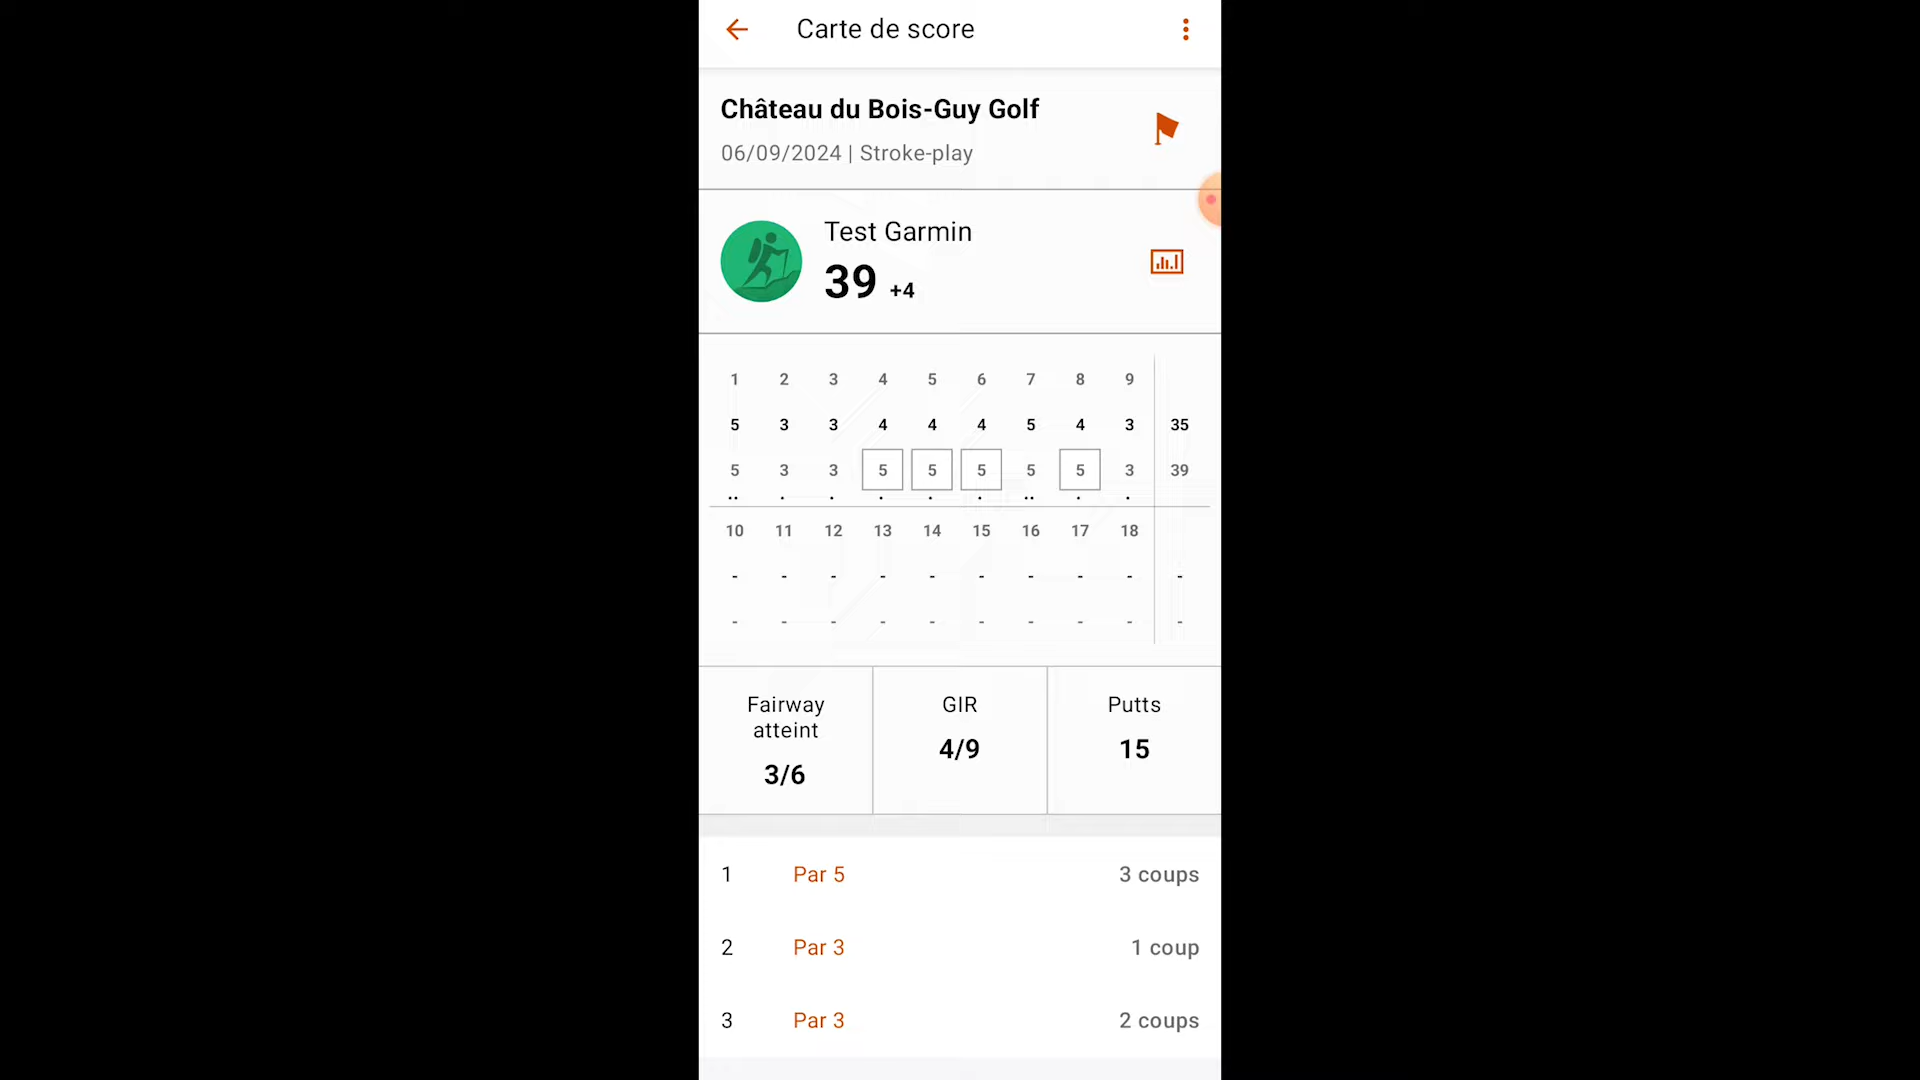 Carte de score
Château du Bois-Guy Golf
06/09/2024 | Stroke-play
Test Garmin
39 +4
1 2 3 4 5 6 7 8 9
5 3 3 4 4 4 5 4 3 35
5 3 3 5 5 5 5 5 3 39
10 11 12 13 14 15 16 17 18
- - - - - - - - - -
- - - - - - - - - -
Fairway
atteint
3/6
GIR
4/9
Putts
15
1 Par 5 3 coups
2 Par 3 1 coup
3 Par 3 2 coups